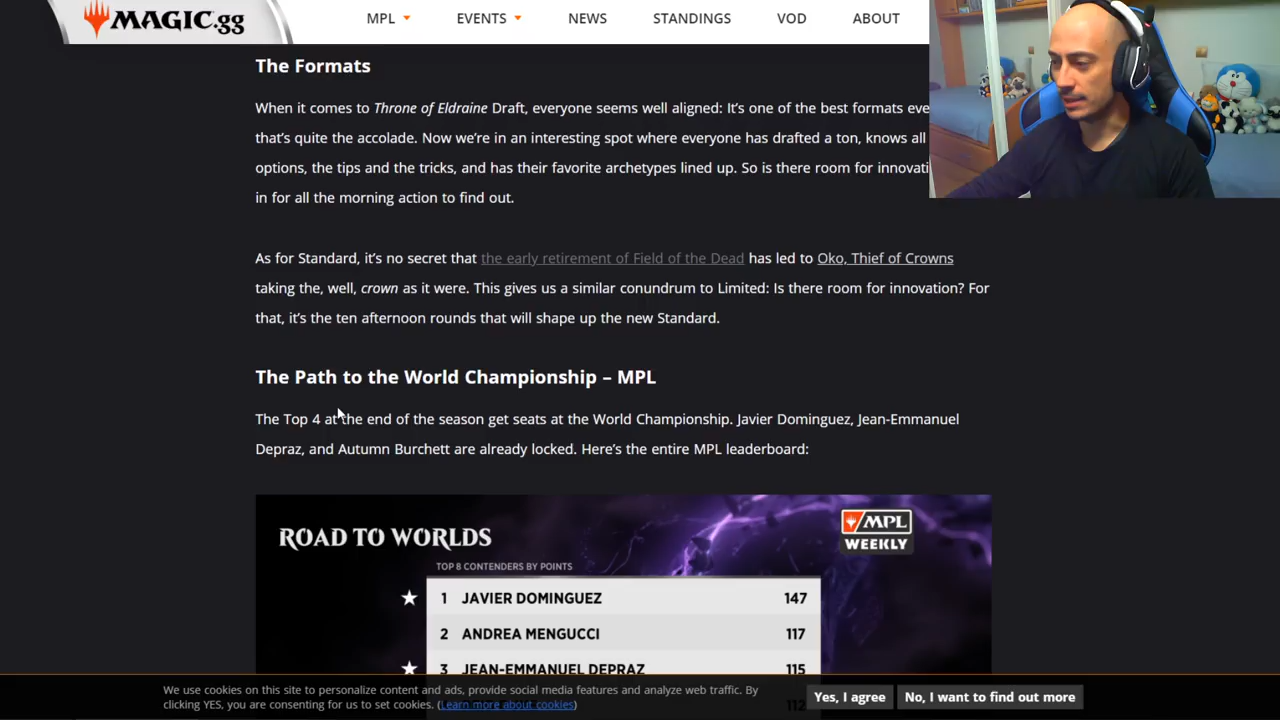 MAGIC.gg
MPL EVENTS NEWS STANDINGS VOD ABOUT
The Formats
When it comes to Throne of Eldraine Draft, everyone seems well aligned: It's one of the best formats eve
that's quite the accolade. Now we're in an interesting spot where everyone has drafted a ton, knows all
options, the tips and the tricks, and has their favorite archetypes lined up. So is there room for innovati
in for all the morning action to find out.
As for Standard, it's no secret that the early retirement of Field of the Dead has led to Oko, Thief of Crowns
taking the, well, crown as it were. This gives us a similar conundrum to Limited: Is there room for innovation? For
that, it's the ten afternoon rounds that will shape up the new Standard.
The Path to the World Championship – MPL
The Top 4 at the end of the season get seats at the World Championship. Javier Dominguez, Jean-Emmanuel
Depraz, and Autumn Burchett are already locked. Here's the entire MPL leaderboard:
ROAD TO WORLDS
MPL
WEEKLY
TOP 8 CONTENDERS BY POINTS
1 JAVIER DOMINGUEZ 147
2 ANDREA MENGUCCI 117
3 JEAN-EMMANUEL DEPRAZ 115
112
We use cookies on this site to personalize content and ads, provide social media features and analyze web traffic. By
clicking YES, you are consenting for us to set cookies. (Learn more about cookies)
Yes, I agree
No, I want to find out more